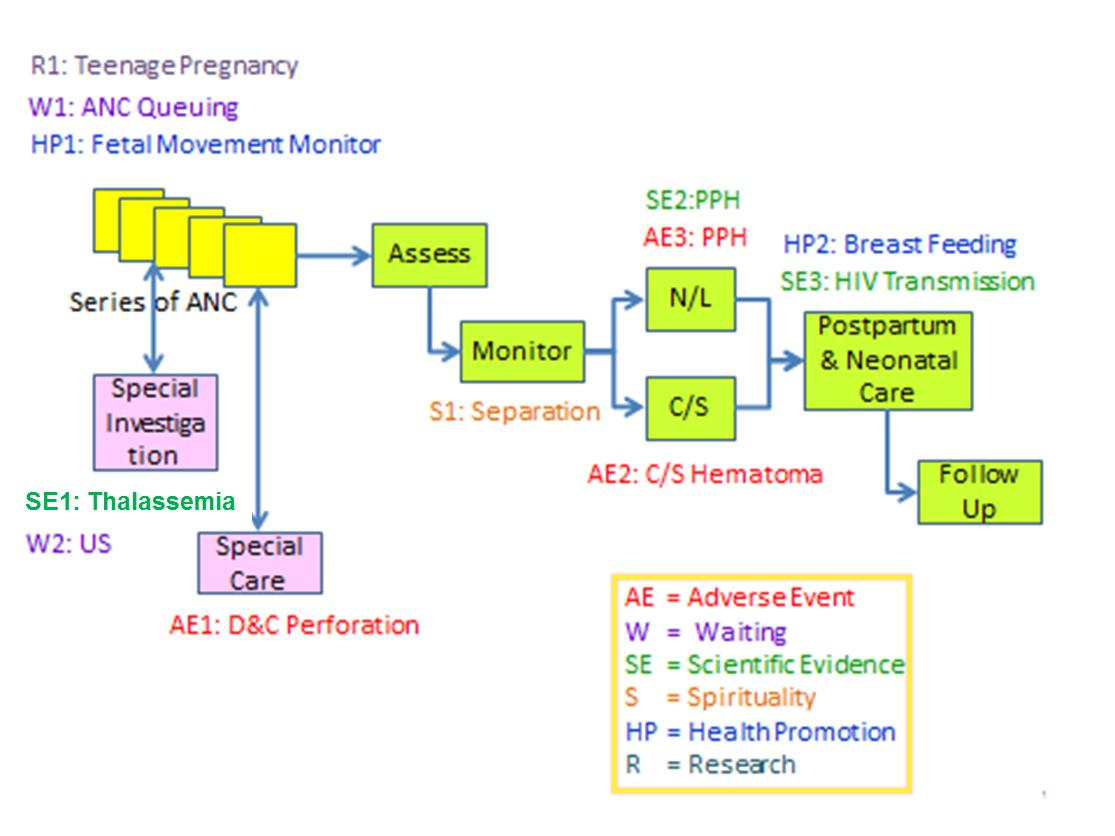 R1: Teenage Pregnancy
W1: ANC Queuing
HP1: Fetal Movement Monitor
Series of ANC
Assess
Monitor
S1: Separation
SE2:PPH
AE3: PPH
N/L
C/S
AE2: C/S Hematoma
HP2: Breast Feeding
SE3: HIV Transmission
Postpartum
& Neonatal
Care
Follow
Up
Special
Investiga
tion
SE1: Thalassemia
W2: US
Special
Care
AE1: D&C Perforation
AE = Adverse Event
W = Waiting
SE = Scientific Evidence
S = Spirituality
HP = Health Promotion
R = Research